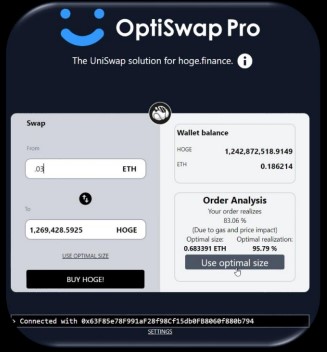 OptiSwap Pro
The UniSwap solution for hoge.finance. i
Swap
From
.03 ETH
To
1,269,428.5925 HOGE
USE OPTIMAL SIZE
BUY HOGE!
Wallet balance
HOGE 1,242,872,518.9149
ETH 0.186214
Order Analysis
Your order realizes
83.06 %
(Due to gas and price impact)
Optimal size: Optimal realization:
0.683391 ETH 95.79 %
Use optimal size
> Connected with 0x63F85e78F991aF28f98Cf15db0FB8060f880b794
SETTINGS